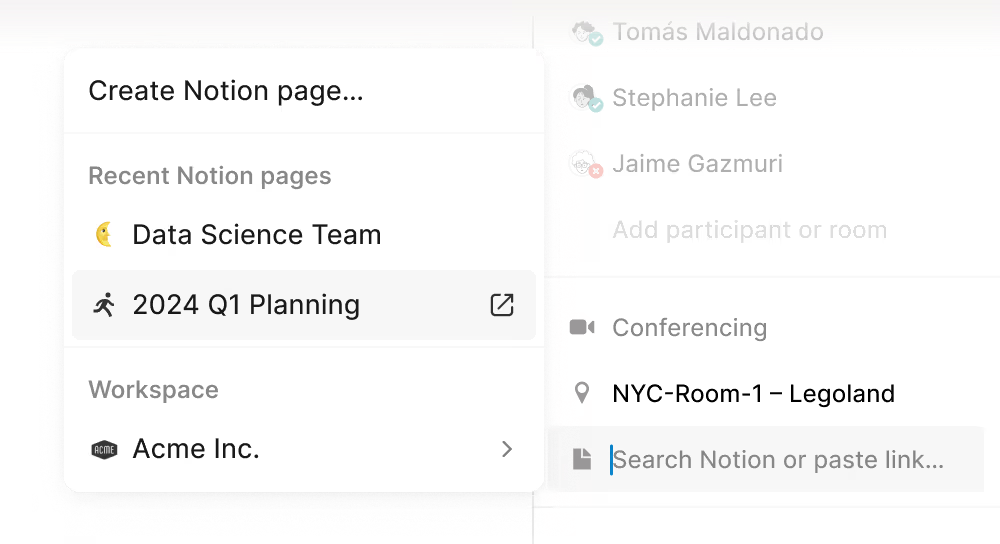 Create Notion page...
Recent Notion pages
Data Science Team
2024 Q1 Planning
Workspace
ACME
Acme Inc.
Tomás Maldonado
Stephanie Lee
Jaime Gazmuri
Add participant or room
Conferencing
NYC-Room-1 – Legoland
Search Notion or paste link...